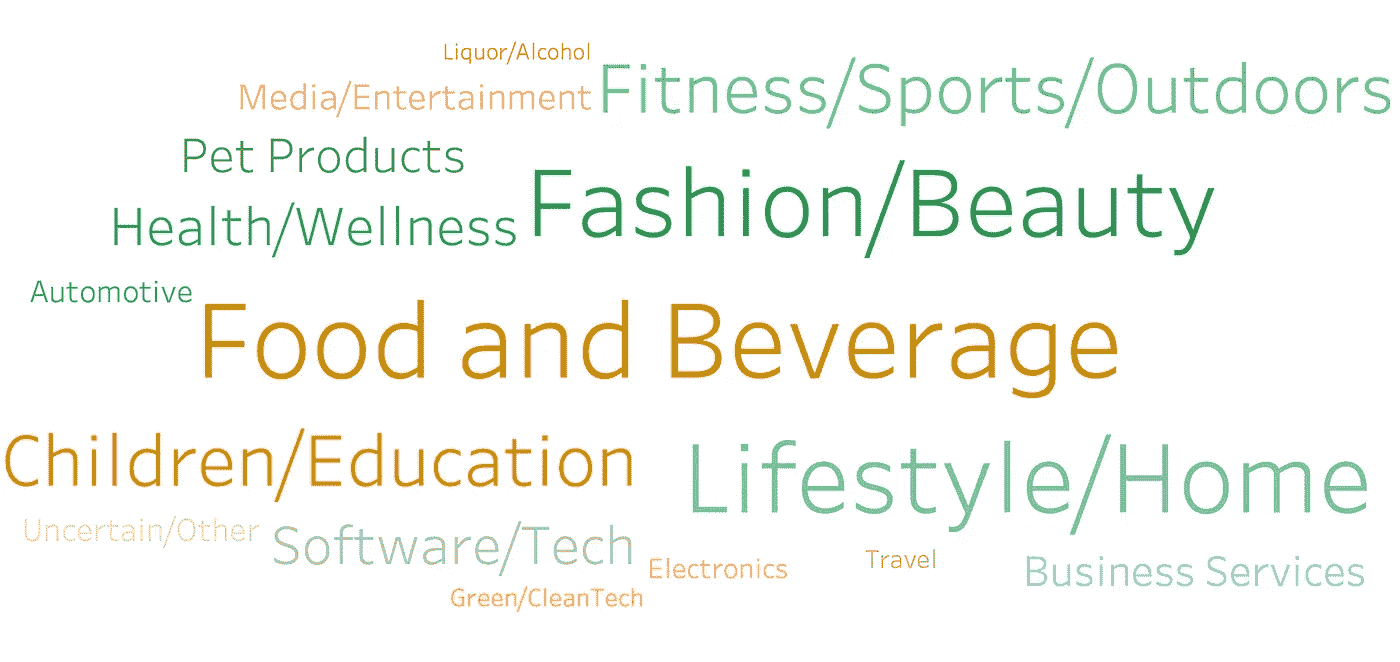 Liquor/Alcohol
Media/Entertainment
Fitness/Sports/Outdoors
Pet Products
Fashion/Beauty
Health/Wellness
Automotive
Food and Beverage
Children/Education
Lifestyle/Home
Uncertain/Other
Software/Tech
Electronics
Travel
Business Services
Green/CleanTech